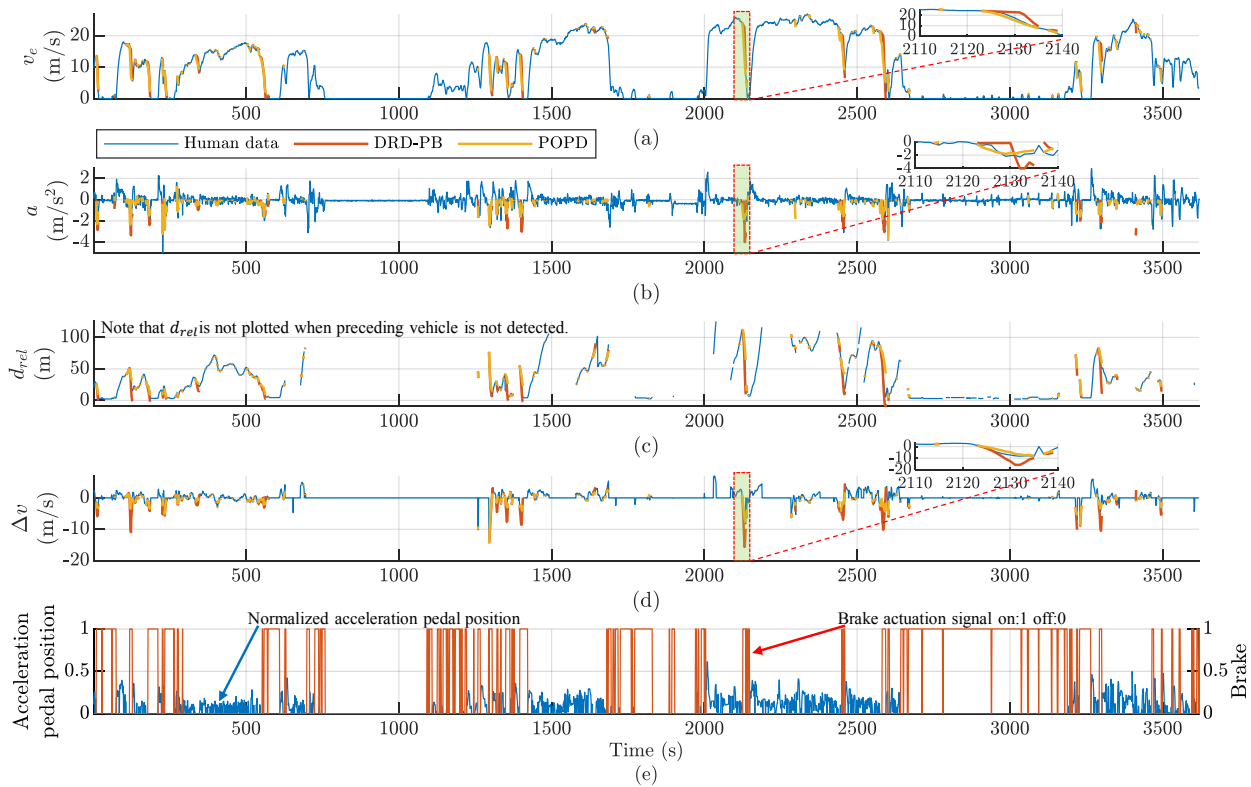 20
10
0
v_e
(m/s)
20
10
0
2110 2120 2130 2140
500 1000 1500 2000 2500 3000 3500
(a)
Human data DRD-PB POPD
2
0
-2
-4
a
(m/s²)
0
-2
-4
2110 2120 2130 2140
500 1000 1500 2000 2500 3000 3500
(b)
Note that d_rel is not plotted when preceding vehicle is not detected.
100
50
0
d_rel
(m)
500 1000 1500 2000 2500 3000 3500
(c)
0
-10
-20
Δv
(m/s)
0
-10
-20
2110 2120 2130 2140
500 1000 1500 2000 2500 3000 3500
(d)
Normalized acceleration pedal position
Brake actuation signal on:1 off:0
1
0.5
0
Acceleration
pedal position
1
0.5
0
Brake
500 1000 1500 2000 2500 3000 3500
Time (s)
(e)